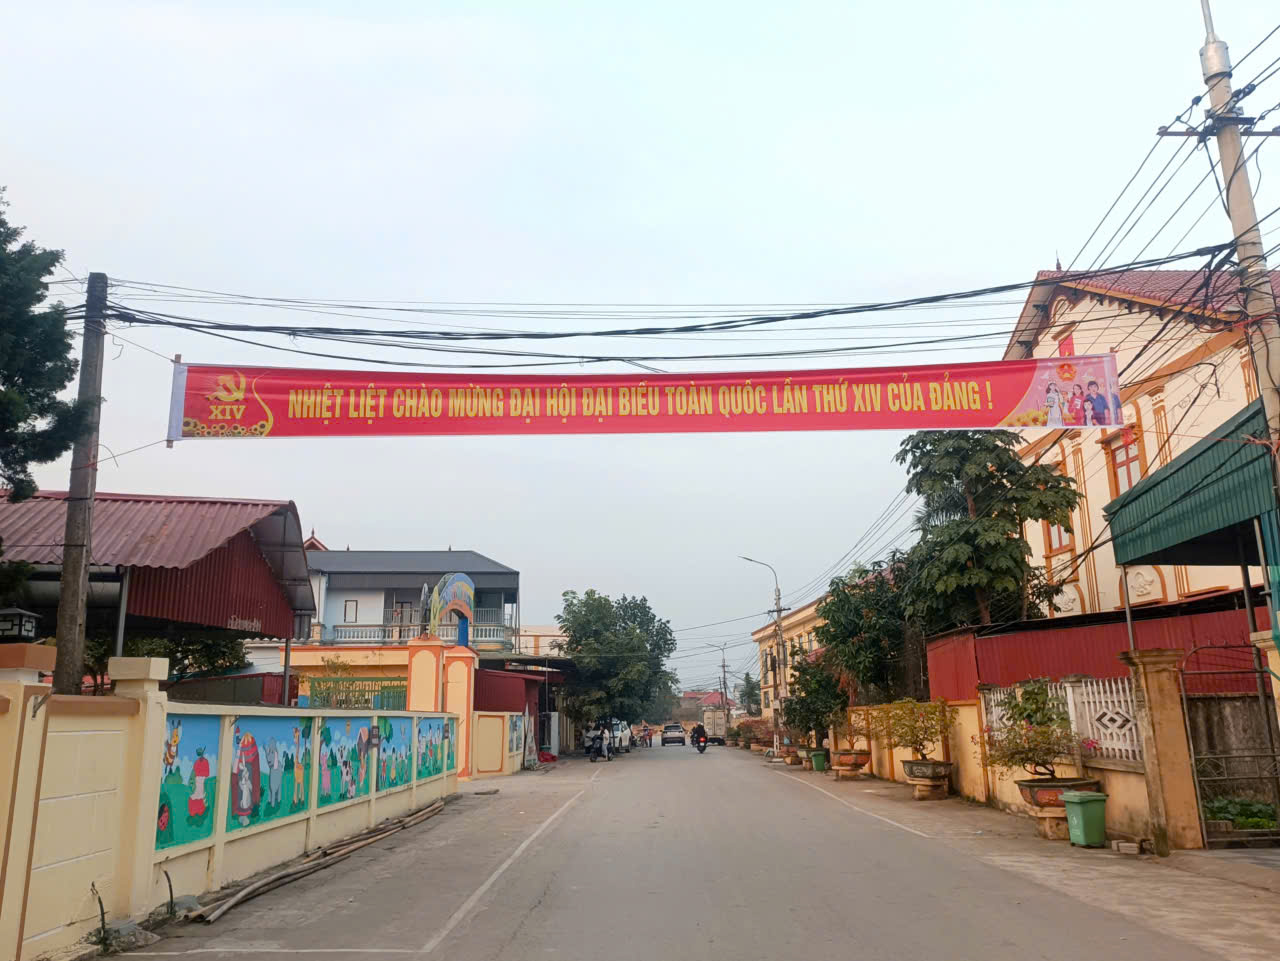 XIV
NHIỆT LIỆT CHÀO MỪNG ĐẠI HỘI ĐẠI BIỂU TOÀN QUỐC LẦN THỨ XIV CỦA ĐẢNG !